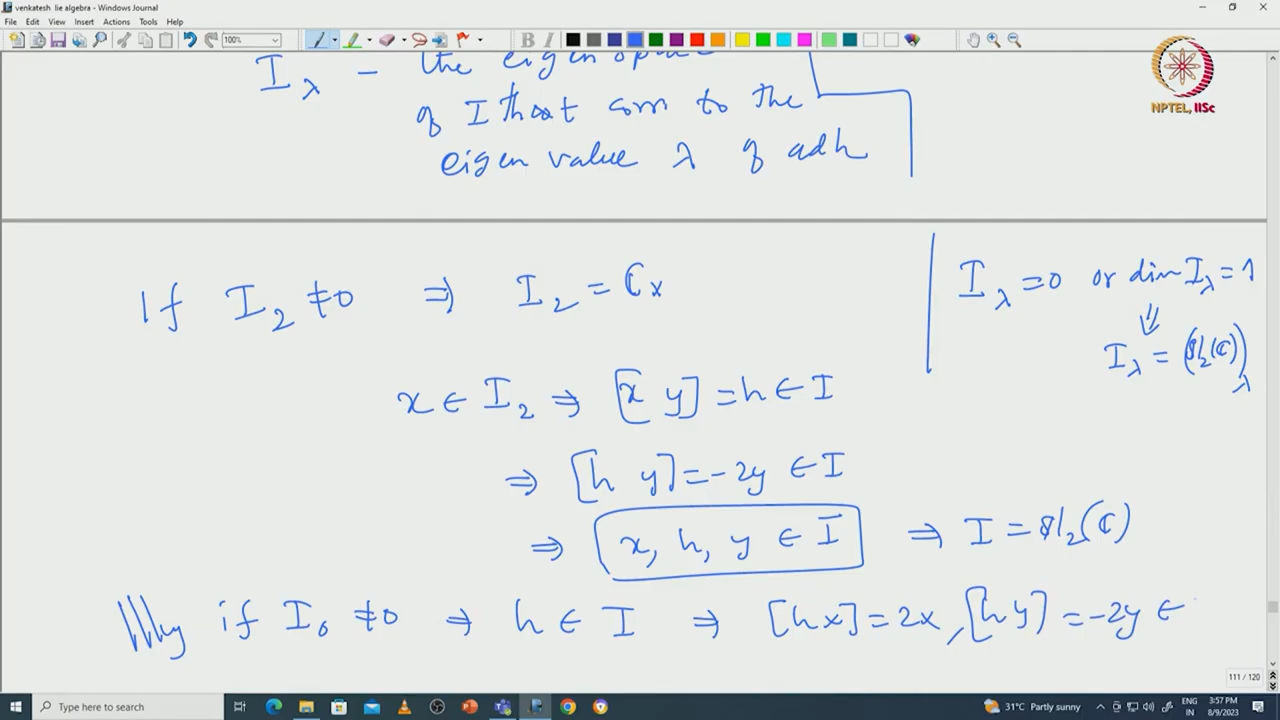 venkatesh lie algebra - Windows Journal
File Edit View Insert Actions Tools Help
100%
NPTEL, IISc
I_λ - the eigen space
of I that corr to the
eigen value λ of adh
If I_2 ≠ 0 ⇒ I_2 = ℂx
I_λ = 0 or dim I_λ = 1
⇓
I_λ = (sl_2(ℂ))_λ
x ∈ I_2 ⇒ [x y] = h ∈ I
⇒ [h y] = -2y ∈ I
⇒ x, h, y ∈ I ⇒ I = sl_2(ℂ)
|||ly if I_0 ≠ 0 ⇒ h ∈ I ⇒ [h x] = 2x, [h y] = -2y ∈
111 / 120
Type here to search
31°C Partly sunny
ENG
IN
3:57 PM
8/9/2023